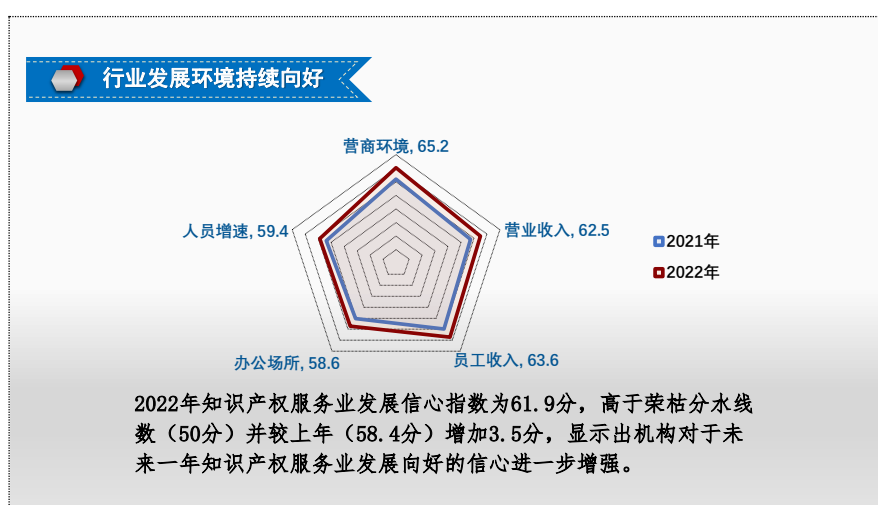 行业发展环境持续向好
营商环境, 65.2
人员增速, 59.4
营业收入, 62.5
2021年
2022年
办公场所, 58.6
员工收入, 63.6
2022年知识产权服务业发展信心指数为61.9分，高于荣枯分水线
数（50分）并较上年（58.4分）增加3.5分，显示出机构对于未
来一年知识产权服务业发展向好的信心进一步增强。